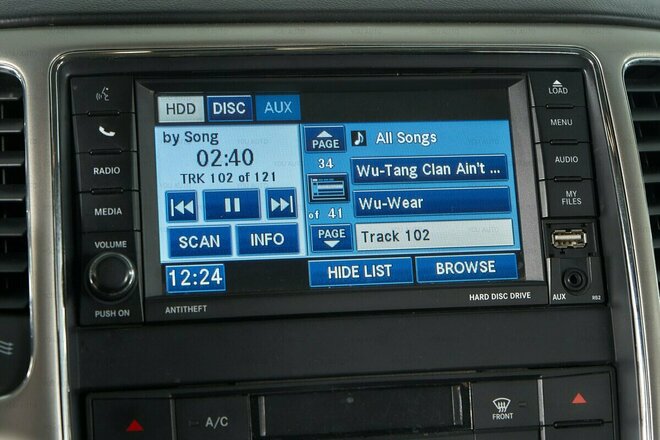 LOAD
HDD DISC AUX
by Song
02:40
TRK 102 of 121
SCAN INFO
12:24
PAGE
34
of 41
PAGE
All Songs
Wu-Tang Clan Ain't ...
Wu-Wear
Track 102
HIDE LIST BROWSE
RADIO
MEDIA
VOLUME
PUSH ON
MENU
AUDIO
MY
FILES
AUX RB2
ANTITHEFT
HARD DISC DRIVE
A/C
FRONT